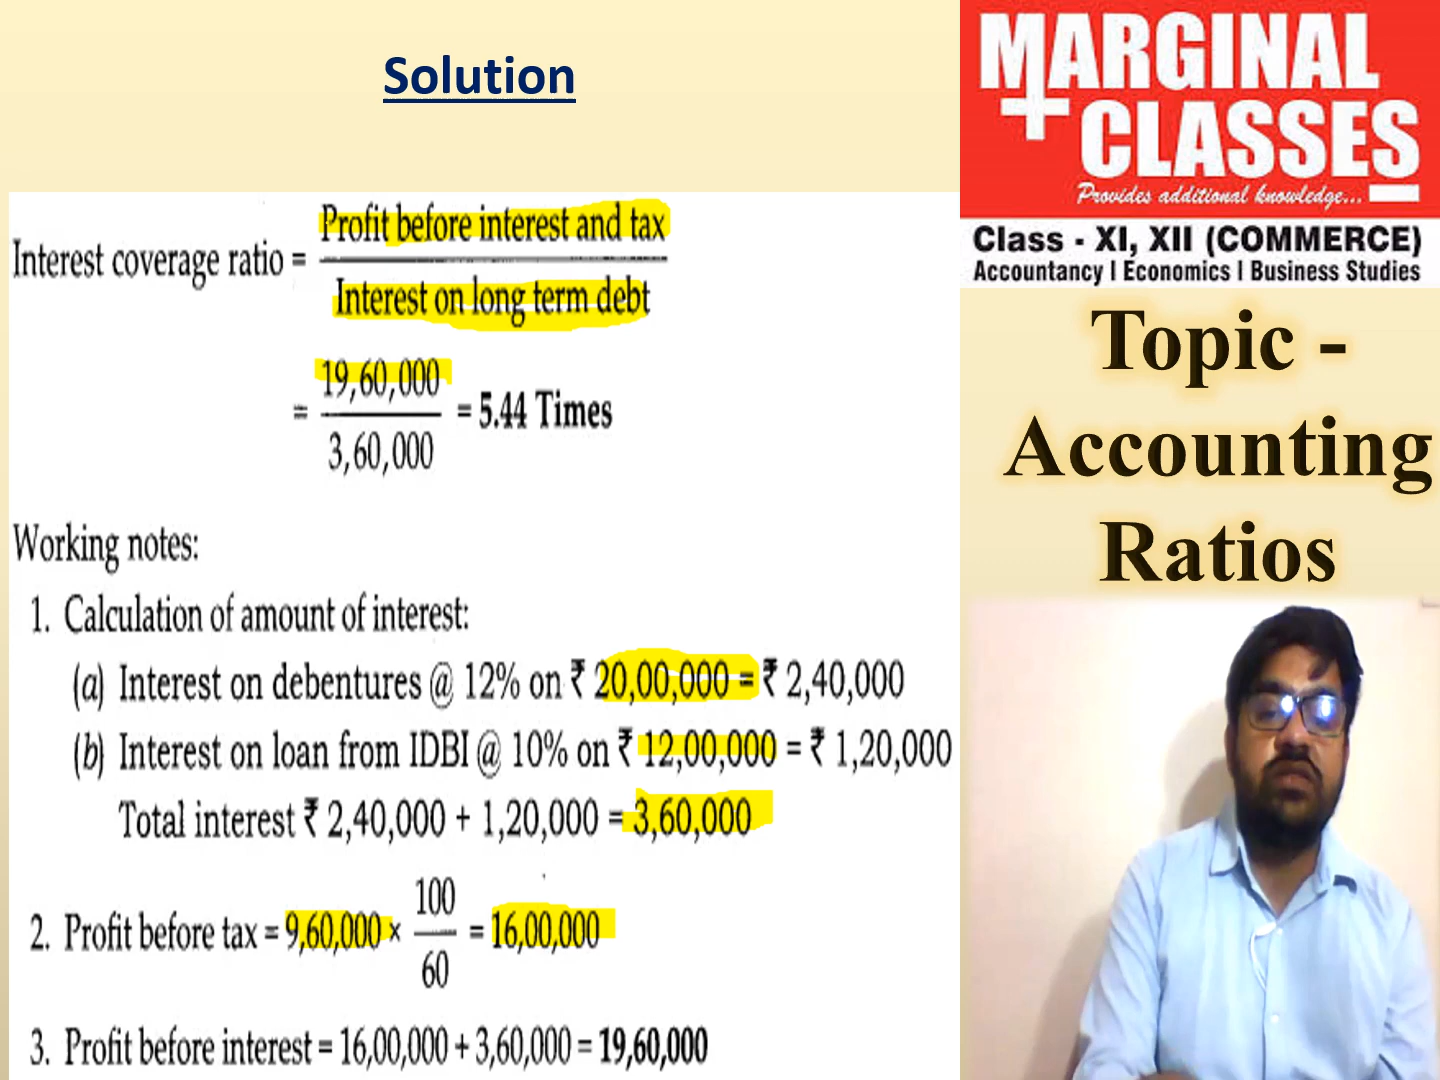 Solution
Interest coverage ratio = Profit before interest and tax
Interest on long term debt
= 19,60,000 / 3,60,000 = 5.44 Times
Working notes:
1. Calculation of amount of interest:
(a) Interest on debentures @ 12% on ₹ 20,00,000 = ₹ 2,40,000
(b) Interest on loan from IDBI @ 10% on ₹ 12,00,000 = ₹ 1,20,000
Total interest ₹ 2,40,000 + 1,20,000 = 3,60,000
2. Profit before tax = 9,60,000 × 100 / 60 = 16,00,000
3. Profit before interest = 16,00,000 + 3,60,000 = 19,60,000
MARGINAL
CLASSES
Provides additional knowledge...
Class - XI, XII (COMMERCE)
Accountancy | Economics | Business Studies
Topic -
Accounting
Ratios